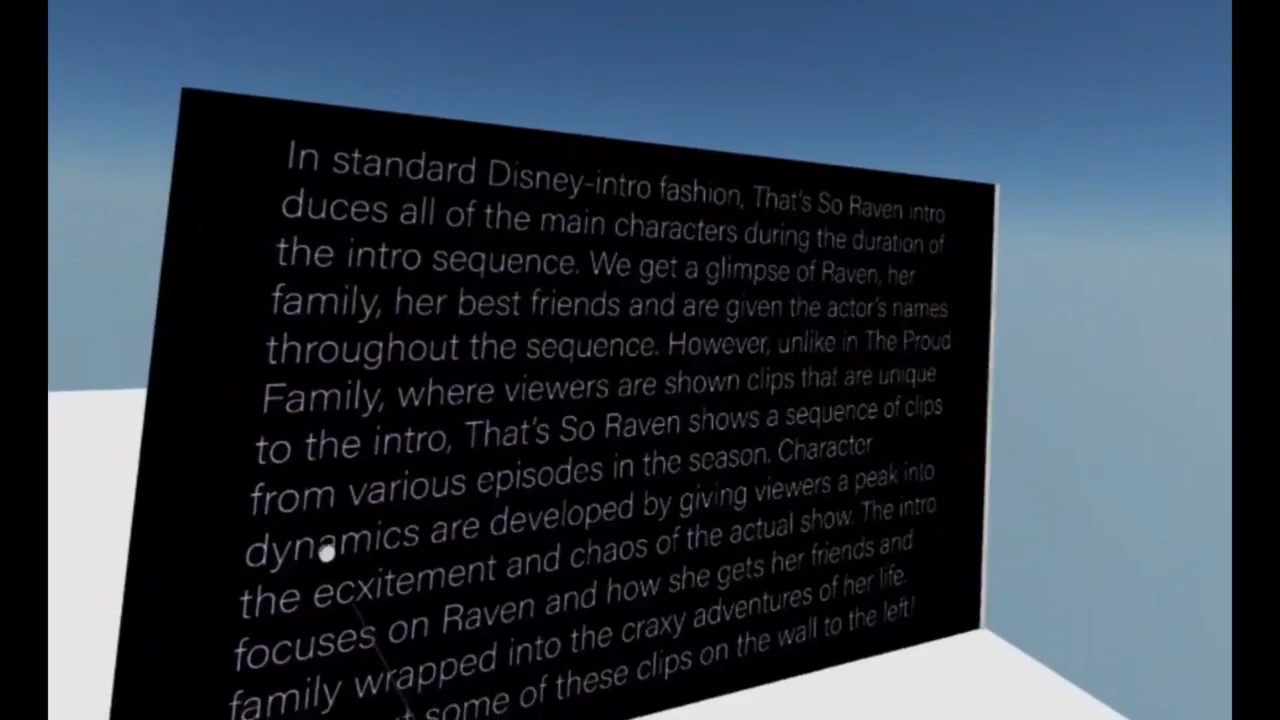 In standard Disney-intro fashion, That's So Raven intro
duces all of the main characters during the duration of
the intro sequence. We get a glimpse of Raven, her
family, her best friends and are given the actor's names
throughout the sequence. However, unlike in The Proud
Family, where viewers are shown clips that are unique
to the intro, That's So Raven shows a sequence of clips
from various episodes in the season. Character
dynamics are developed by giving viewers a peak into
the ecxitement and chaos of the actual show. The intro
focuses on Raven and how she gets her friends and
family wrapped into the craxy adventures of her life.
some of these clips on the wall to the left!